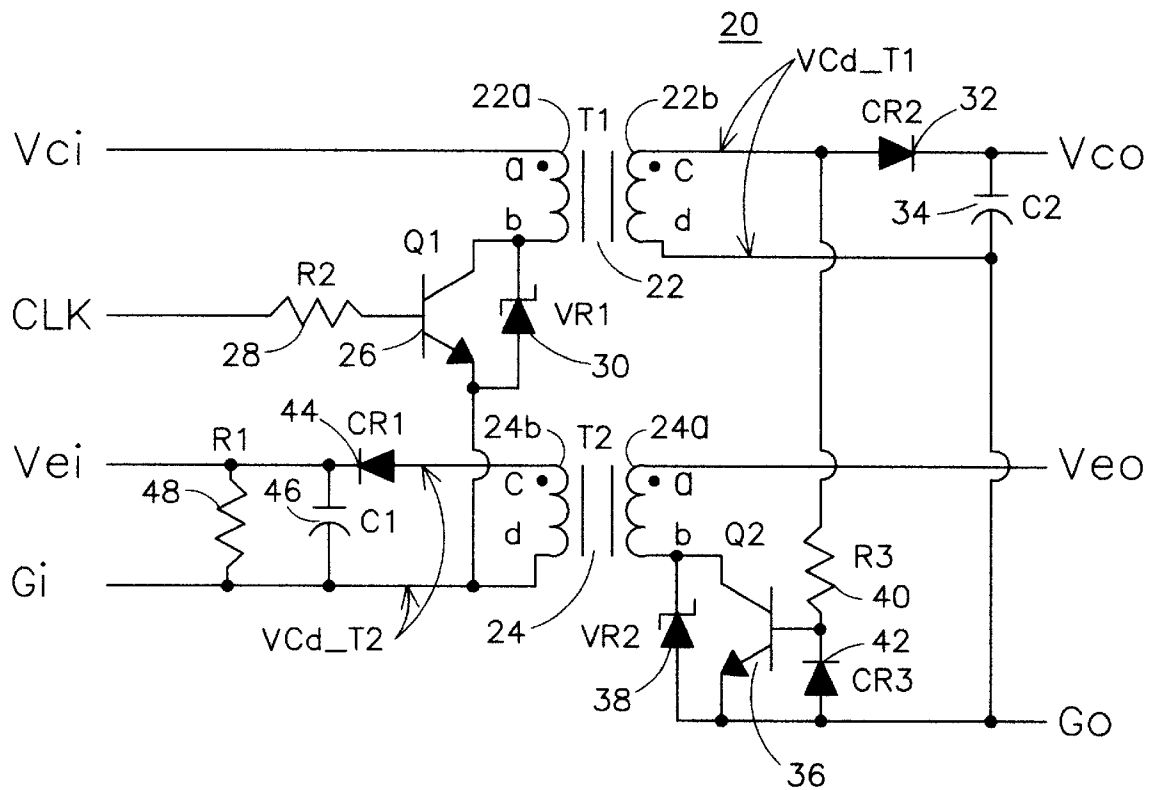 20
VCd_T1
22a
T1
22b
CR2
32
Vci
a
c
Vco
b
d
34
C2
Q1
22
R2
CLK
VR1
28
26
30
44
CR1
24b
T2
24a
R1
Vei
Veo
48
46
C1
c
a
d
b
Q2
R3
40
Gi
VCd_T2
24
VR2
42
CR3
38
Go
36